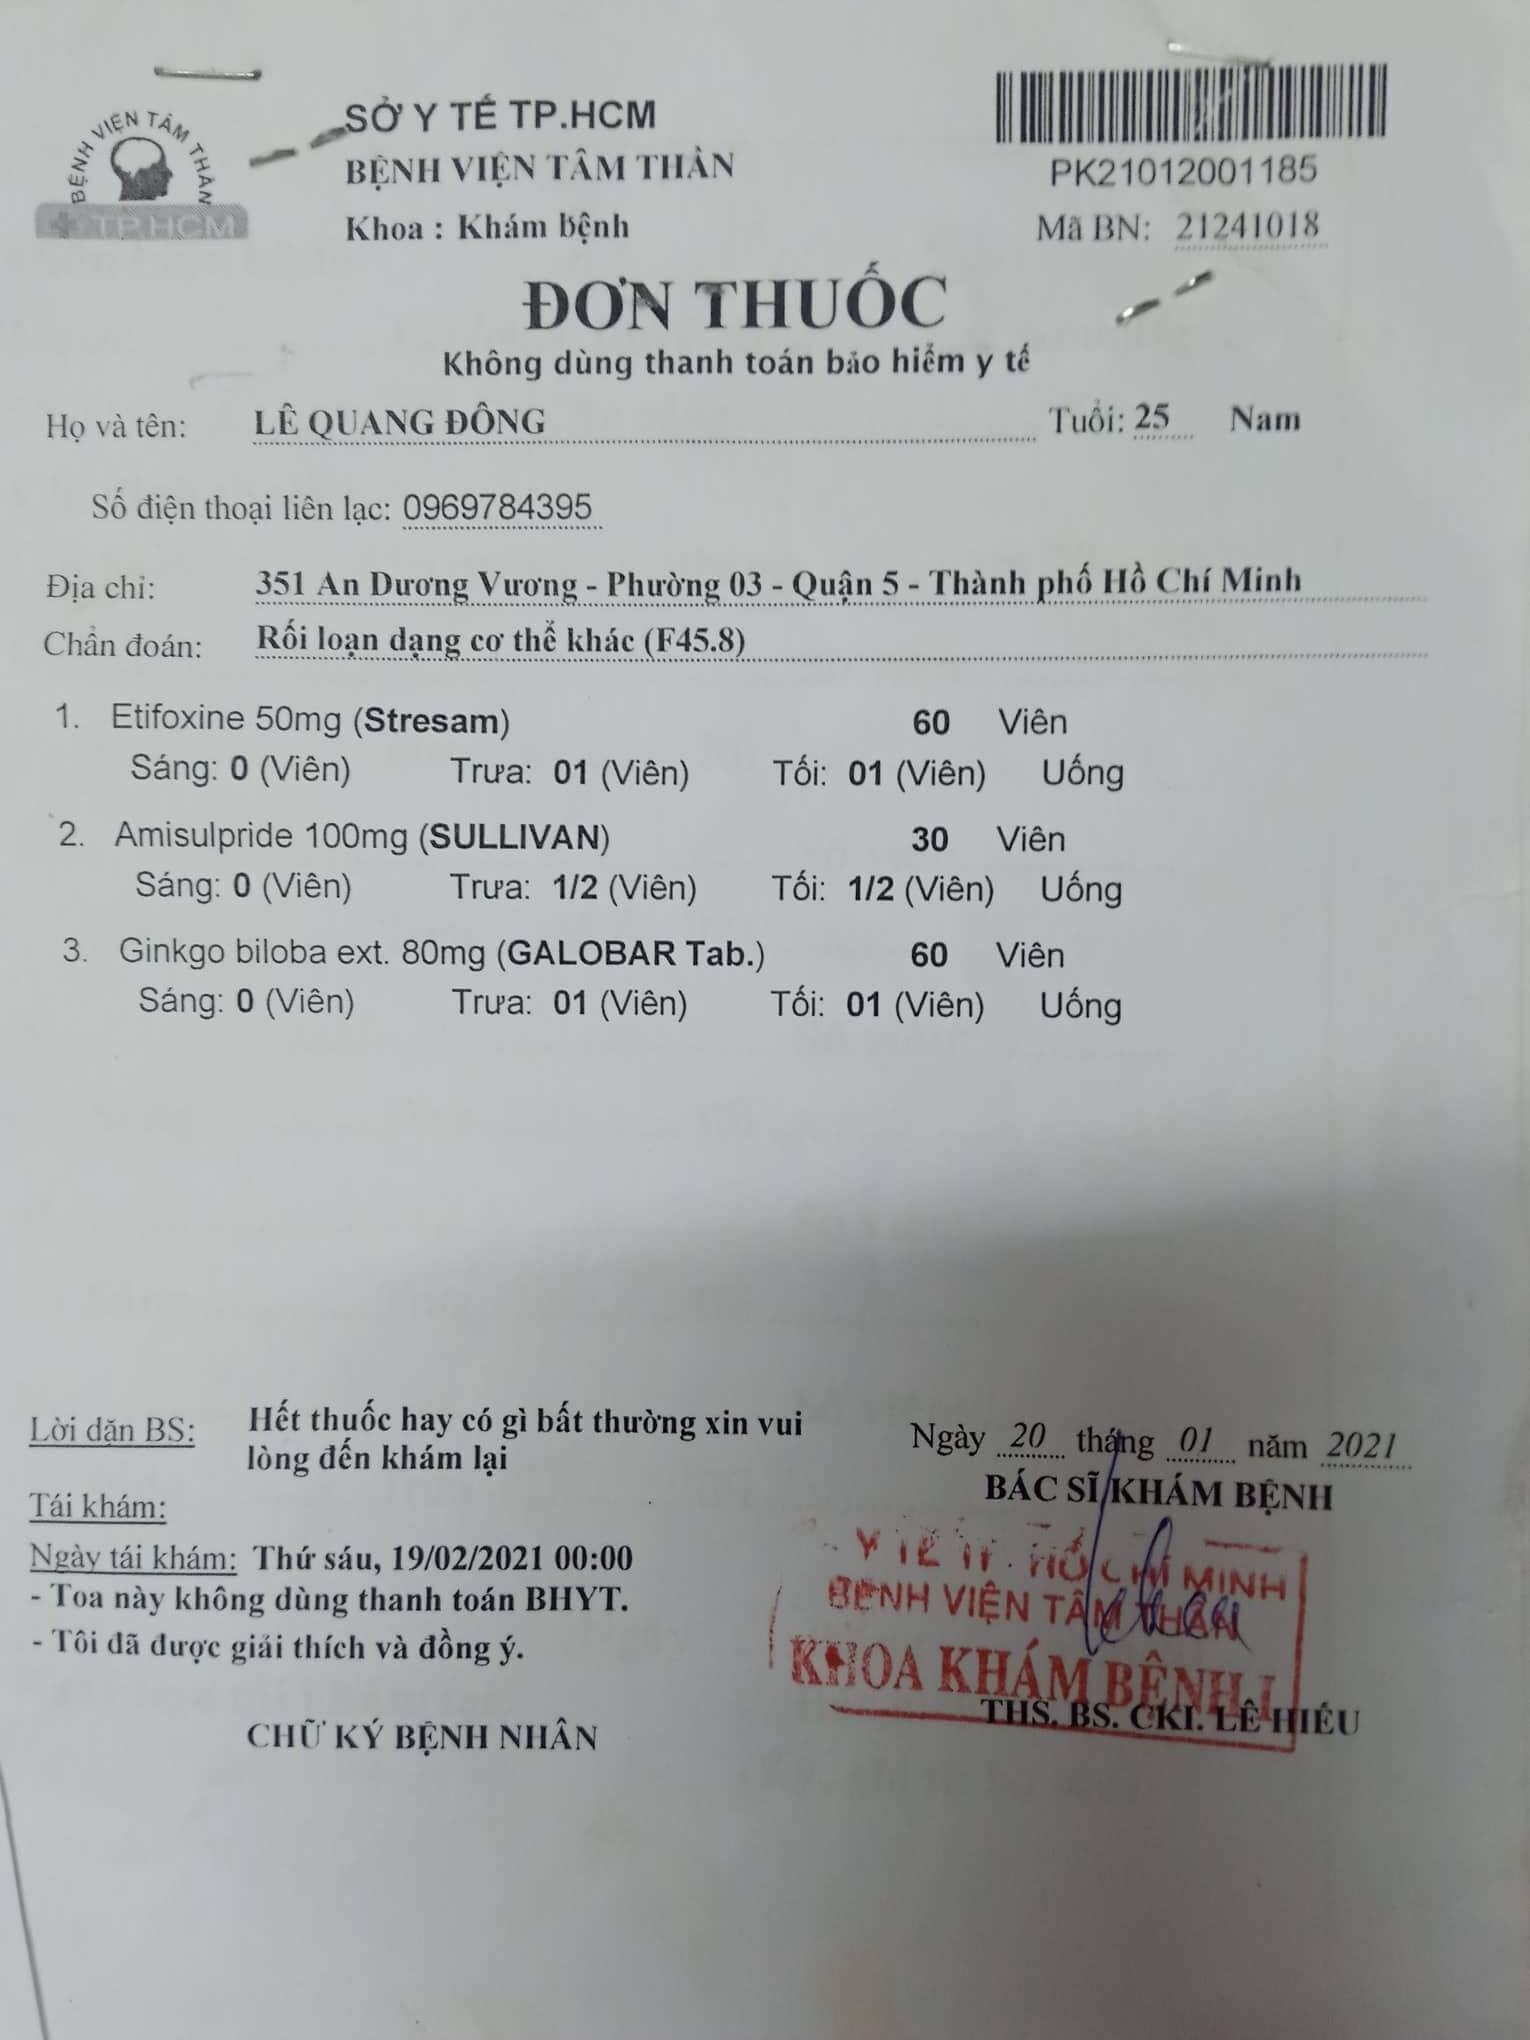 BỆNH VIỆN TÂM THẦN
TP.HCM
SỞ Y TẾ TP.HCM
BỆNH VIỆN TÂM THẦN
Khoa : Khám bệnh
PK21012001185
Mã BN: 21241018
ĐƠN THUỐC
Không dùng thanh toán bảo hiểm y tế
Họ và tên: LÊ QUANG ĐÔNG Tuổi: 25 Nam
Số điện thoại liên lạc: 0969784395
Địa chỉ: 351 An Dương Vương - Phường 03 - Quận 5 - Thành phố Hồ Chí Minh
Chẩn đoán: Rối loạn dạng cơ thể khác (F45.8)
1. Etifoxine 50mg (Stresam) 60 Viên
Sáng: 0 (Viên) Trưa: 01 (Viên) Tối: 01 (Viên) Uống
2. Amisulpride 100mg (SULLIVAN) 30 Viên
Sáng: 0 (Viên) Trưa: 1/2 (Viên) Tối: 1/2 (Viên) Uống
3. Ginkgo biloba ext. 80mg (GALOBAR Tab.) 60 Viên
Sáng: 0 (Viên) Trưa: 01 (Viên) Tối: 01 (Viên) Uống
Lời dặn BS: Hết thuốc hay có gì bất thường xin vui
lòng đến khám lại
Tái khám:
Ngày tái khám: Thứ sáu, 19/02/2021 00:00
- Toa này không dùng thanh toán BHYT.
- Tôi đã được giải thích và đồng ý.
CHỮ KÝ BỆNH NHÂN
Ngày 20 tháng 01 năm 2021
BÁC SĨ KHÁM BỆNH
Y TẾ TP. HỒ CHÍ MINH
BỆNH VIỆN TÂM THẦN
KHOA KHÁM BỆNH I
THS. BS. CKI. LÊ HIẾU